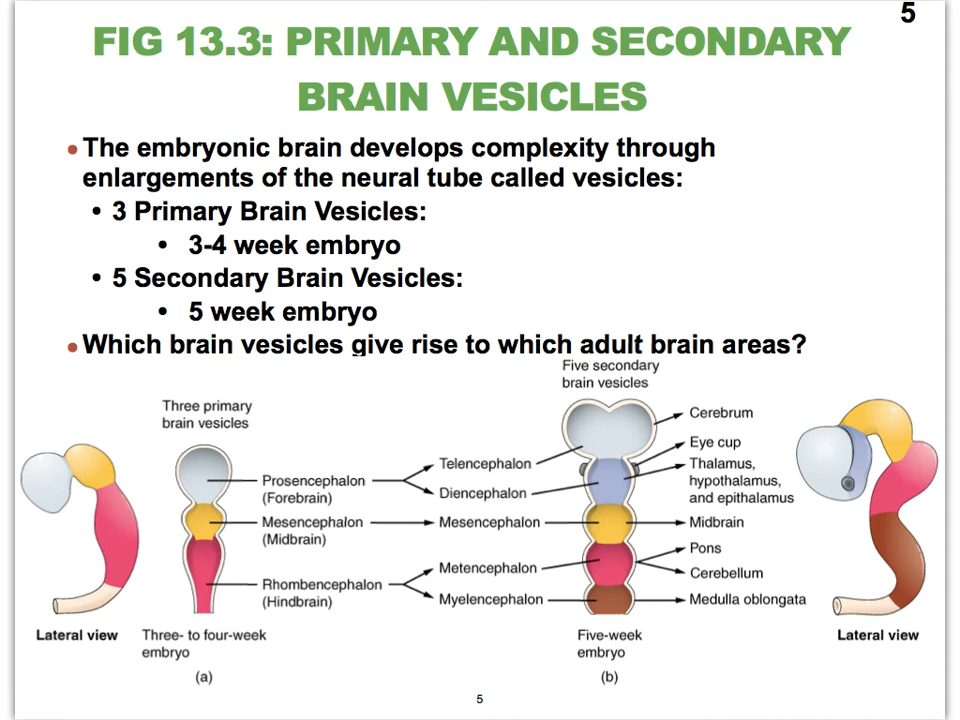 5
FIG 13.3: PRIMARY AND SECONDARY
BRAIN VESICLES
• The embryonic brain develops complexity through
enlargements of the neural tube called vesicles:
• 3 Primary Brain Vesicles:
• 3-4 week embryo
• 5 Secondary Brain Vesicles:
• 5 week embryo
• Which brain vesicles give rise to which adult brain areas?
Three primary
brain vesicles
Prosencephalon
(Forebrain)
Mesencephalon
(Midbrain)
Rhombencephalon
(Hindbrain)
Lateral view
Three- to four-week
embryo
(a)
Five secondary
brain vesicles
Telencephalon
Diencephalon
Mesencephalon
Metencephalon
Myelencephalon
Cerebrum
Eye cup
Thalamus,
hypothalamus,
and epithalamus
Midbrain
Pons
Cerebellum
Medulla oblongata
Five-week
embryo
(b)
Lateral view
5